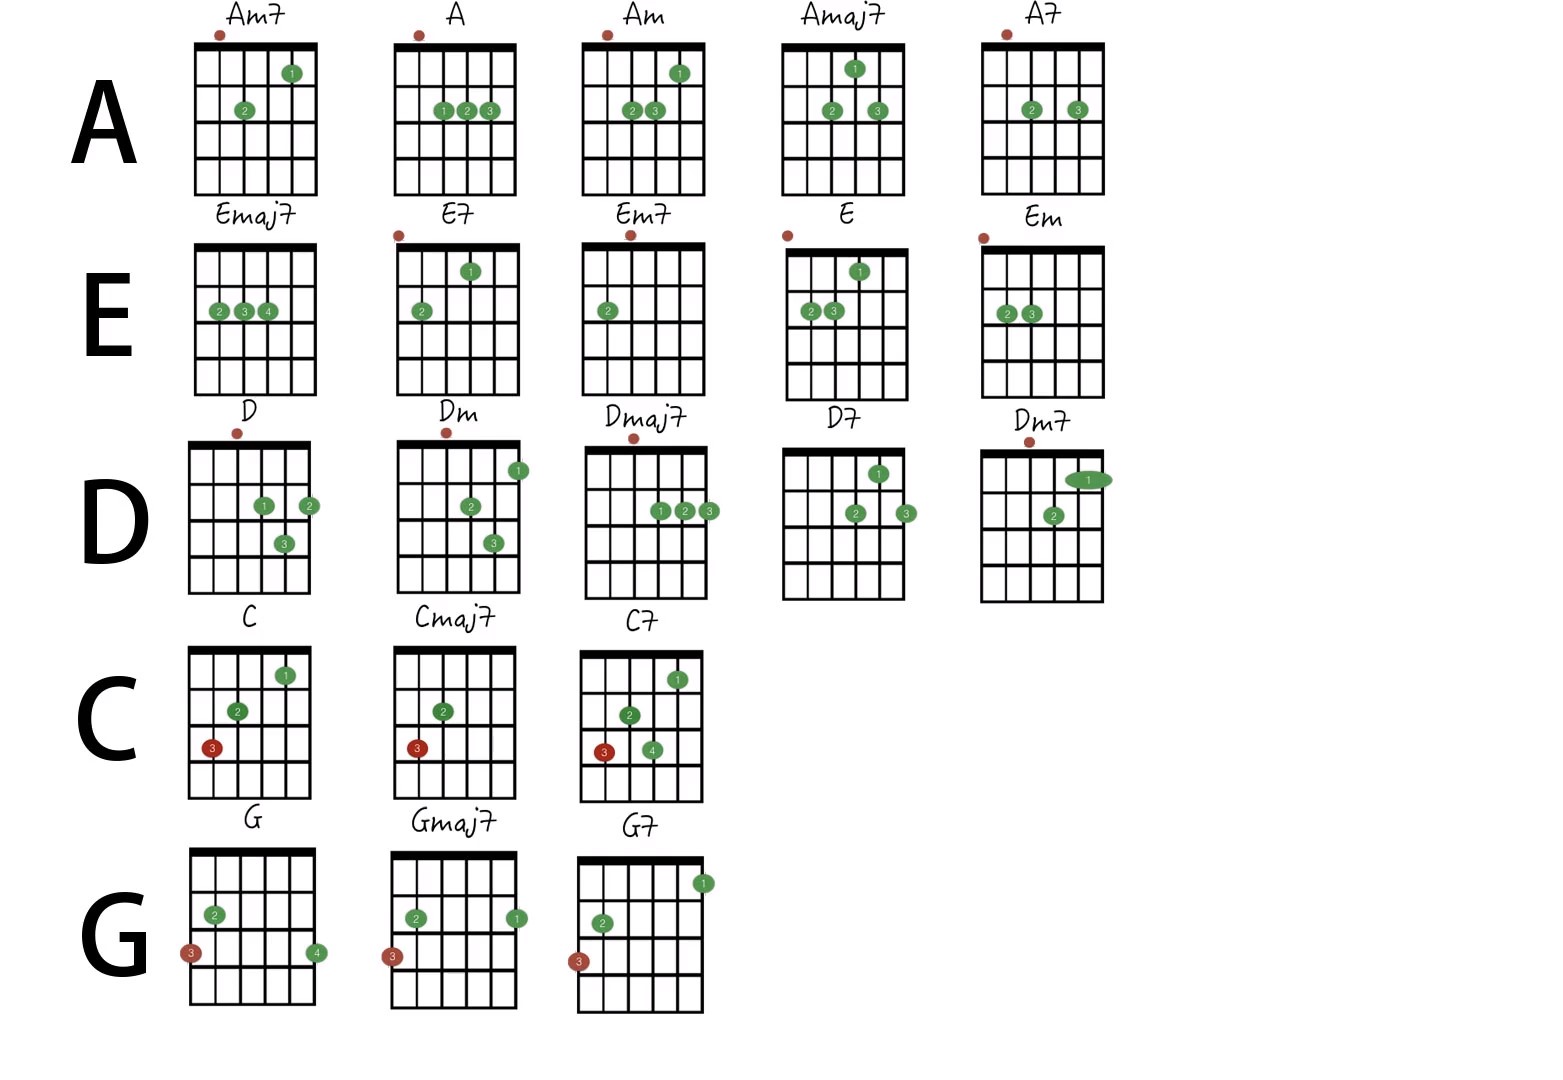 Am7 A Am Amaj7 A7
A
1 1 1 1
2 1 2 3 2 3 2 3 2 3
Emaj7 E7 Em7 E Em
E
1 1
2 3 4 2 2 2 3 2 3
D Dm Dmaj7 D7 Dm7
D
1 1 1
1 2 2 1 2 3 2 3 2
3 3
C Cmaj7 C7
C
1 1
2 2 2
3 3 3 4
G Gmaj7 G7
G
1
2 2 1 2
3 4 3 3